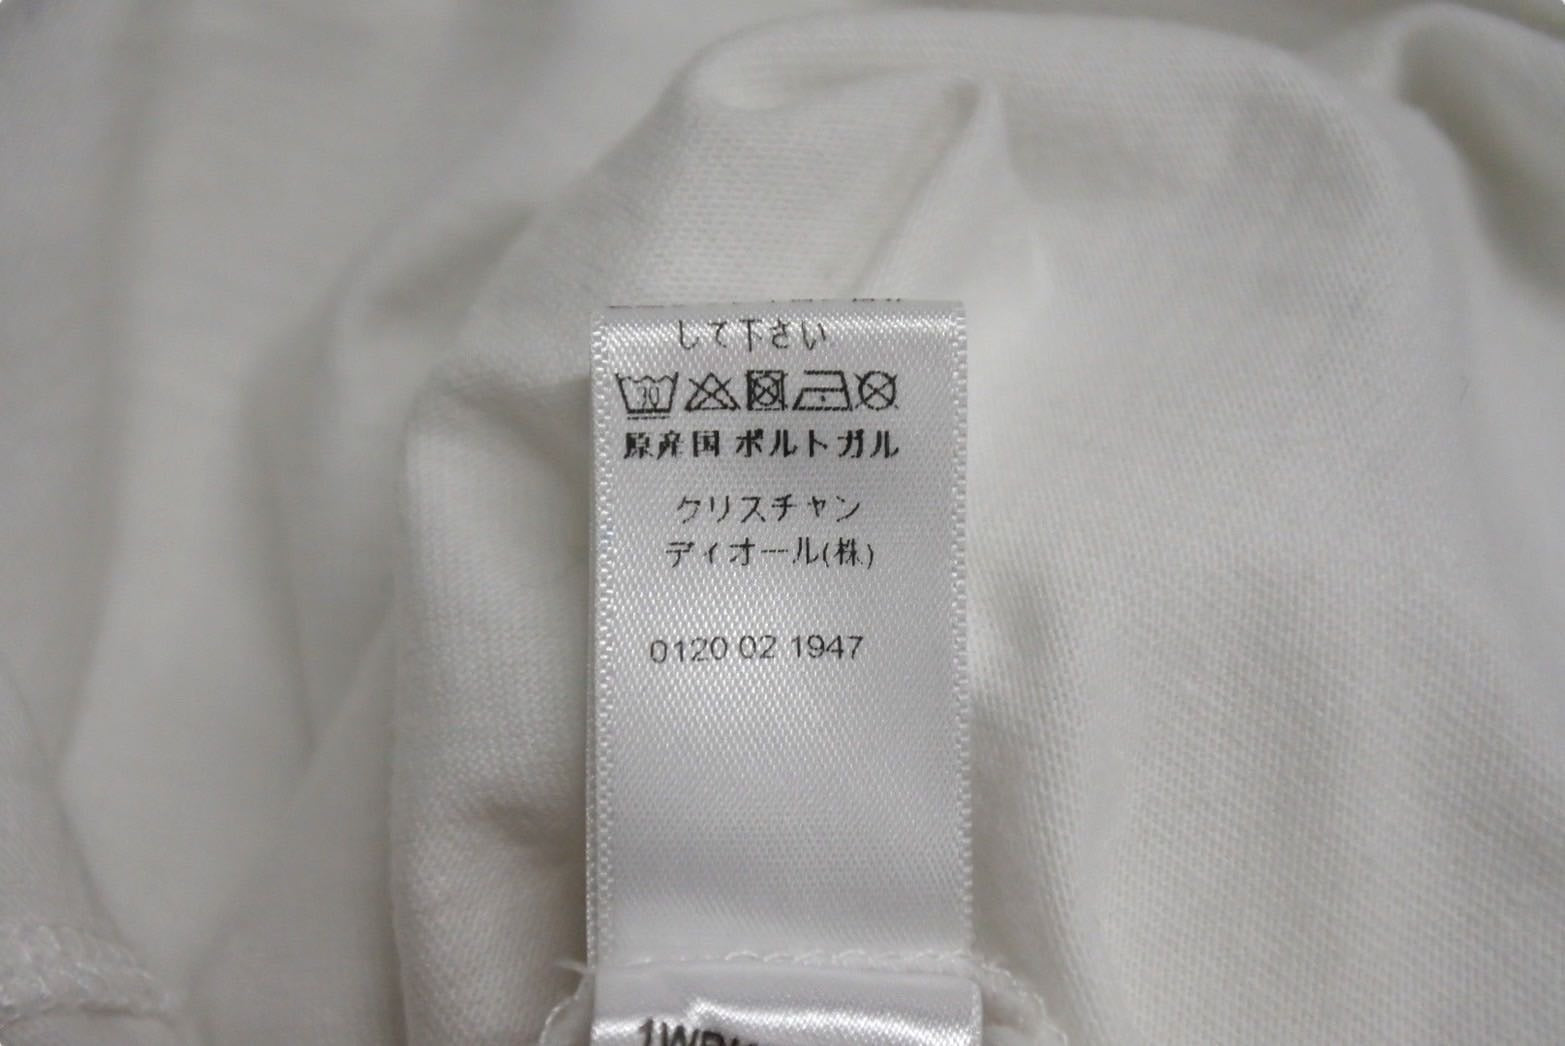 して下さい
30
原産国 ポルトガル
クリスチャン
ディオール(株)
0120 02 1947